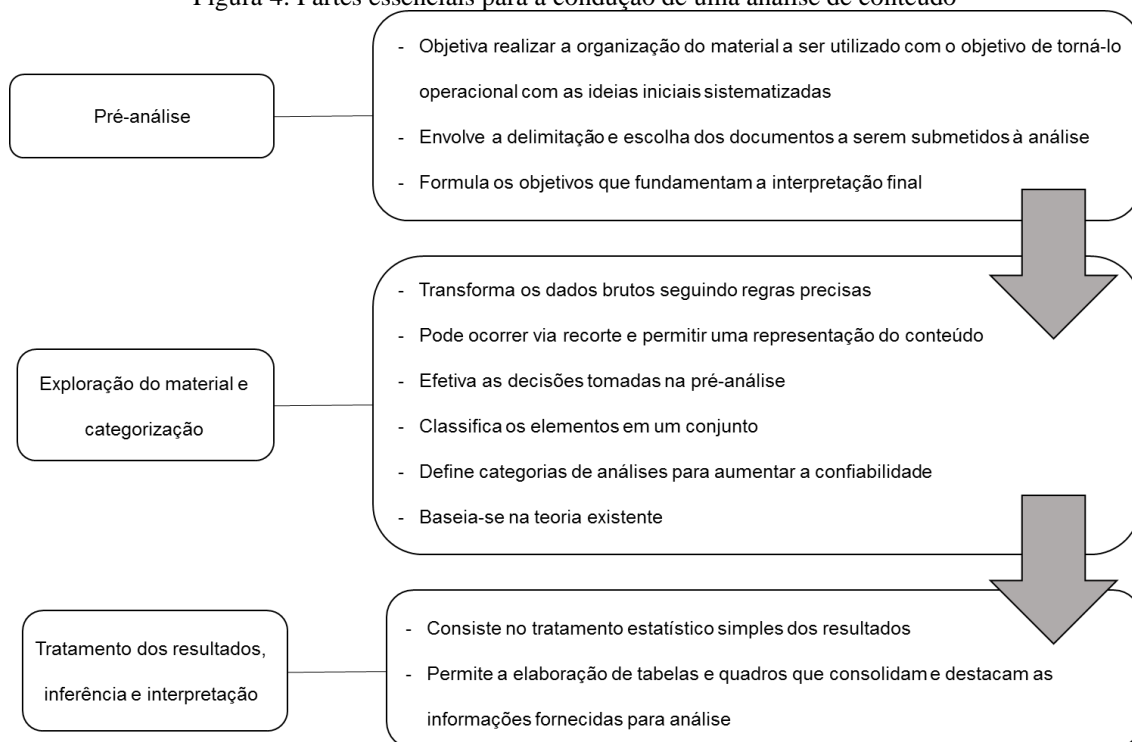 Figura 4: Partes essenciais para a condução de uma análise de conteúdo
Pré-análise
- Objetiva realizar a organização do material a ser utilizado com o objetivo de torná-lo
operacional com as ideias iniciais sistematizadas
- Envolve a delimitação e escolha dos documentos a serem submetidos à análise
- Formula os objetivos que fundamentam a interpretação final
Exploração do material e
categorização
- Transforma os dados brutos seguindo regras precisas
- Pode ocorrer via recorte e permitir uma representação do conteúdo
- Efetiva as decisões tomadas na pré-análise
- Classifica os elementos em um conjunto
- Define categorias de análises para aumentar a confiabilidade
- Baseia-se na teoria existente
Tratamento dos resultados,
inferência e interpretação
- Consiste no tratamento estatístico simples dos resultados
- Permite a elaboração de tabelas e quadros que consolidam e destacam as
informações fornecidas para análise